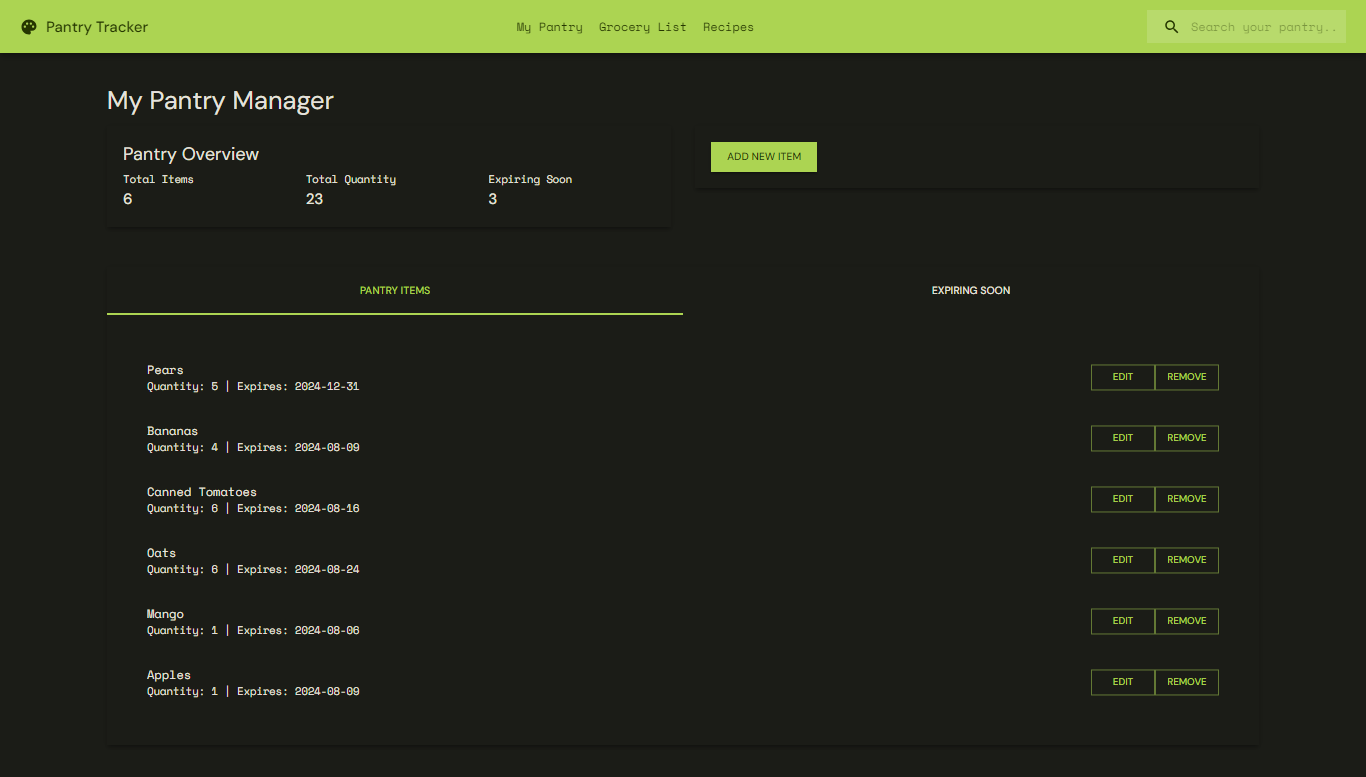 Pantry Tracker
My Pantry Grocery List Recipes
Search your pantry..
My Pantry Manager
Pantry Overview
Total Items Total Quantity Expiring Soon
6 23 3
ADD NEW ITEM
PANTRY ITEMS EXPIRING SOON
Pears
Quantity: 5 | Expires: 2024-12-31
EDIT REMOVE
Bananas
Quantity: 4 | Expires: 2024-08-09
EDIT REMOVE
Canned Tomatoes
Quantity: 6 | Expires: 2024-08-16
EDIT REMOVE
Oats
Quantity: 6 | Expires: 2024-08-24
EDIT REMOVE
Mango
Quantity: 1 | Expires: 2024-08-06
EDIT REMOVE
Apples
Quantity: 1 | Expires: 2024-08-09
EDIT REMOVE